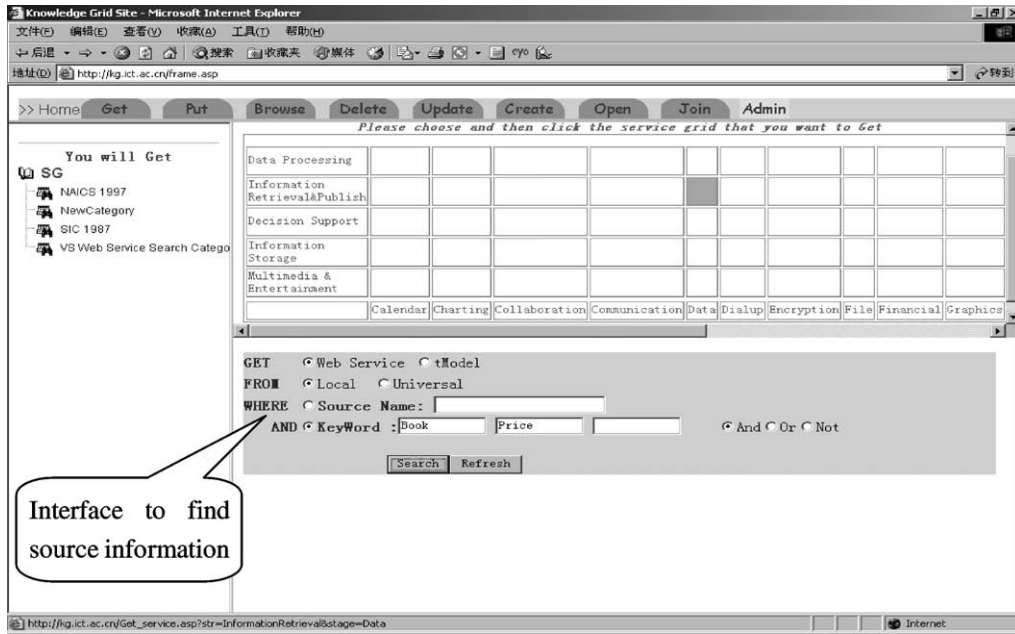 Knowledge Grid Site - Microsoft Internet Explorer
文件(F) 编辑(E) 查看(V) 收藏(A) 工具(T) 帮助(H)
后退 搜索 收藏夹 媒体
地址(D) http://kg.ict.ac.cn/frame.asp 转到
>> Home Get Put Browse Delete Update Create Open Join Admin
Please choose and then click the service grid that you want to Get
You will Get
SG
NAICS 1997
NewCategory
SIC 1987
VS Web Service Search Catego
Data Processing
Information
Retrieval&Publish
Decision Support
Information
Storage
Multimedia &
Entertainment
Calendar Charting Collaboration Communication Data Dialup Encryption File Financial Graphics
GET Web Service tModel
FROM Local Universal
WHERE Source Name:
AND KeyWord : Book Price And Or Not
Search Refresh
Interface to find
source information
http://kg.ict.ac.cn/Get_service.asp?str=InformationRetrieval&stage=Data Internet